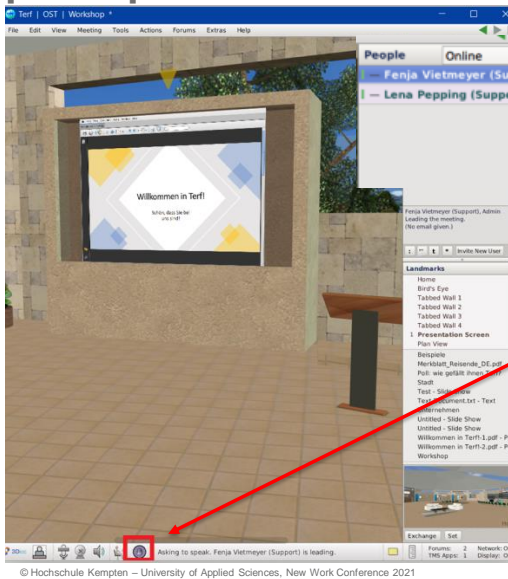 Terf | OST | Workshop *
File Edit View Meeting Tools Actions Forums Extras Help
People Online
Fenja Vietmeyer (Su
Lena Pepping (Supp
Willkommen in Terf!
Schön, dass Sie bei
uns sind!
Fenja Vietmeyer (Support), Admin
Leading the meeting.
(No email given.)
Invite New User
Landmarks
Home
Bird's Eye
Tabbed Wall 1
Tabbed Wall 2
Tabbed Wall 3
Tabbed Wall 4
1 Presentation Screen
Plan View
Beispiele
Merkblatt_Reisende_DE.pdf
Poll: wie gefällt Ihnen Terf?
Stadt
Test - Slide Show
Text Document.txt - Text
Unternehmen
Untitled - Slide Show
Untitled - Slide Show
Willkommen in Terf!-1.pdf - P
Willkommen in Terf!-2.pdf - P
Workshop
Exchange Set
Asking to speak. Fenja Vietmeyer (Support) is leading.
Forums: 2 Network: O
TMS Apps: 1 Display: O
© Hochschule Kempten – University of Applied Sciences, New Work Conference 2021